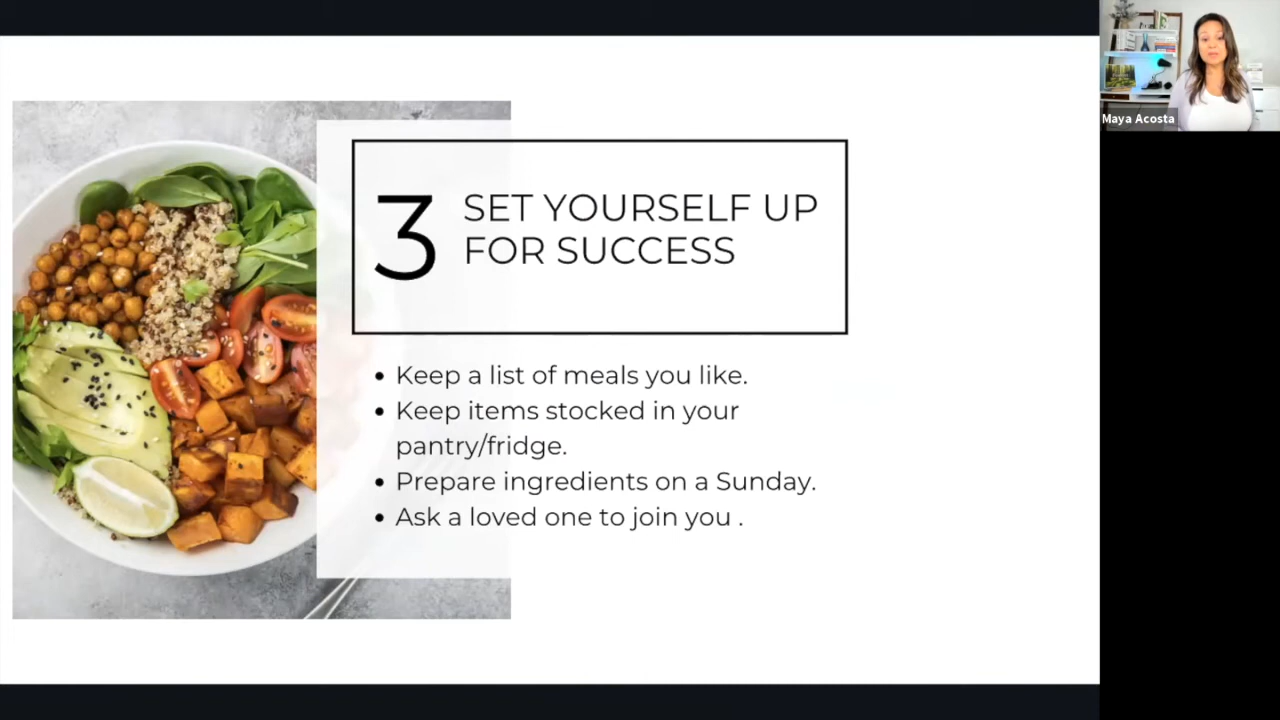 3 SET YOURSELF UP
FOR SUCCESS
• Keep a list of meals you like.
• Keep items stocked in your
pantry/fridge.
• Prepare ingredients on a Sunday.
• Ask a loved one to join you .
Maya Acosta